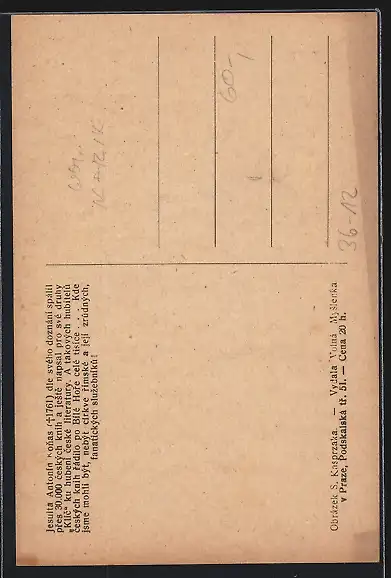 Jesuita Antonín Koňas (†1761) dle svého doznání spálil
přes 30.000 českých knih a ještě napsal pro své druhy
„Klíč“ ku hubení české literatury. A takových hubitelů
českých knih řádilo po Bílé Hoře celé tisíce . . . Kde
jsme mohli být, nebýt církve římské a její zrádných,
fanatických služebníků!
Obrázek S. Kasprzaka. — Vydala Volná Myšlenka
v Praze, Podskalská tř. 51. — Cena 20 h.
60,-
36-12